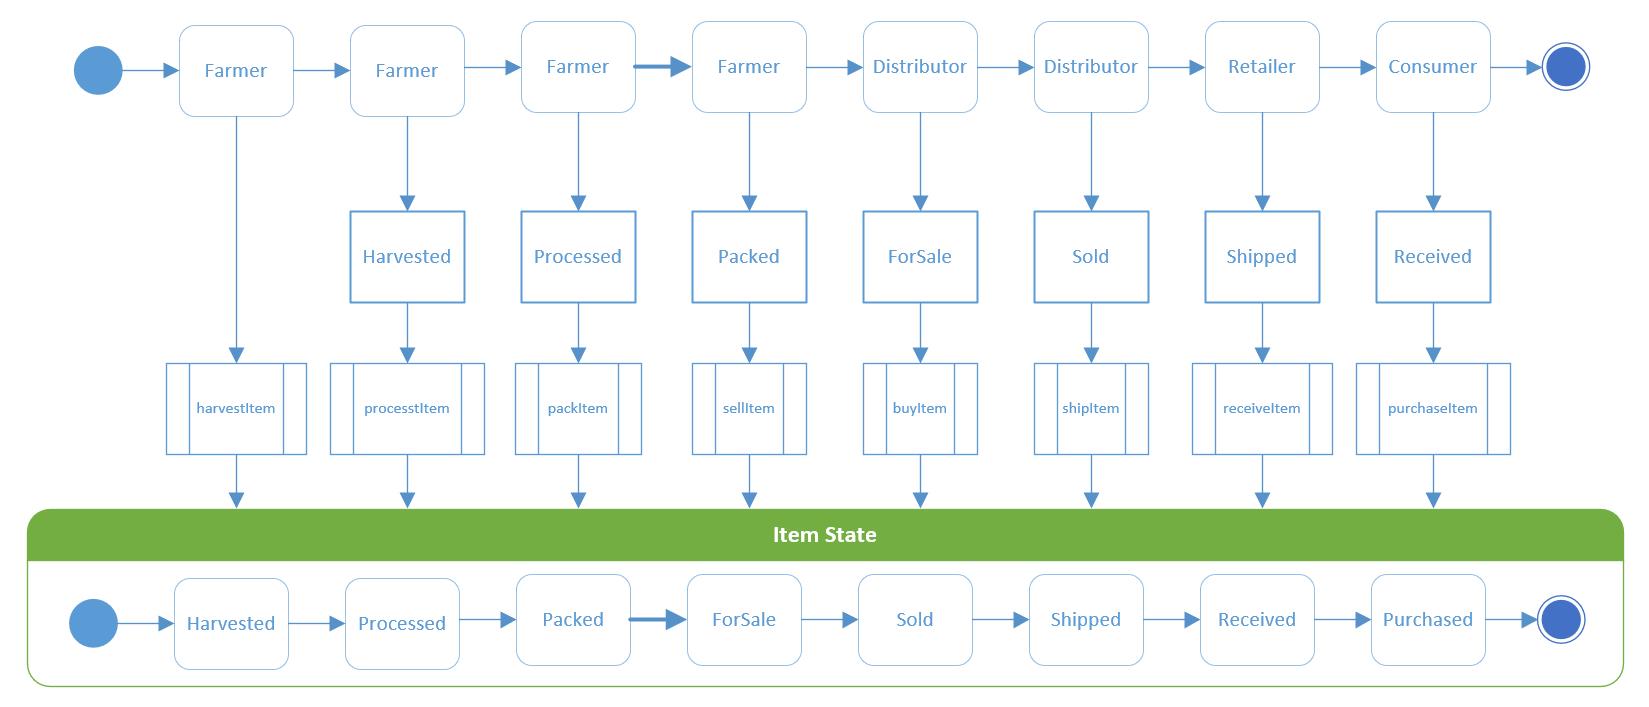 Farmer
Farmer
Farmer
Farmer
Distributor
Distributor
Retailer
Consumer
Harvested
Processed
Packed
ForSale
Sold
Shipped
Received
harvestItem
processtItem
packItem
sellItem
buyItem
shipItem
receiveItem
purchaseItem
Item State
Harvested
Processed
Packed
ForSale
Sold
Shipped
Received
Purchased